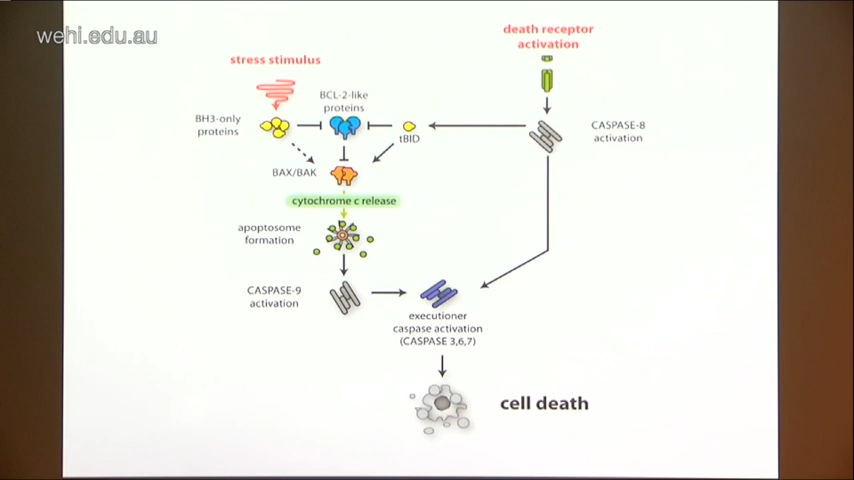 wehi.edu.au
death receptor
activation
stress stimulus
BCL-2-like
proteins
BH3-only
proteins
tBID
CASPASE-8
activation
BAX/BAK
cytochrome c release
apoptosome
formation
CASPASE-9
activation
executioner
caspase activation
(CASPASE 3,6,7)
cell death